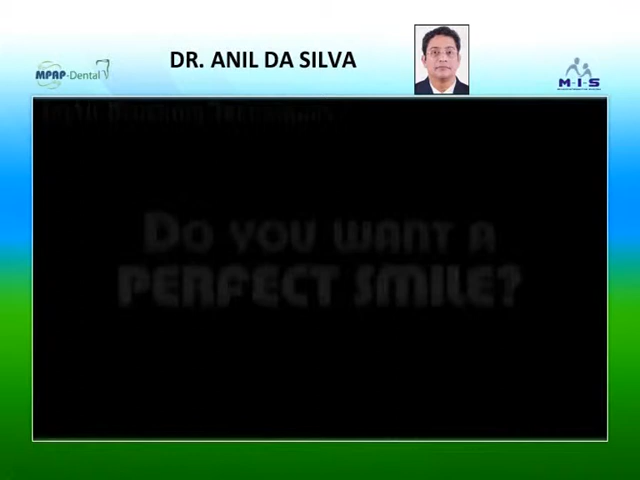 MPAP-Dental
DR. ANIL DA SILVA
M-I-S
Do you want a
PERFECT SMILE?